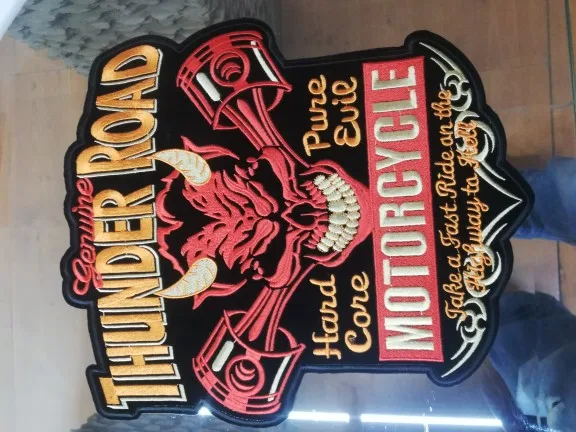 Genuine
THUNDER ROAD
Hard Core
Pure Evil
MOTORCYCLE
Take a Fast Ride on the
Highway to Hell